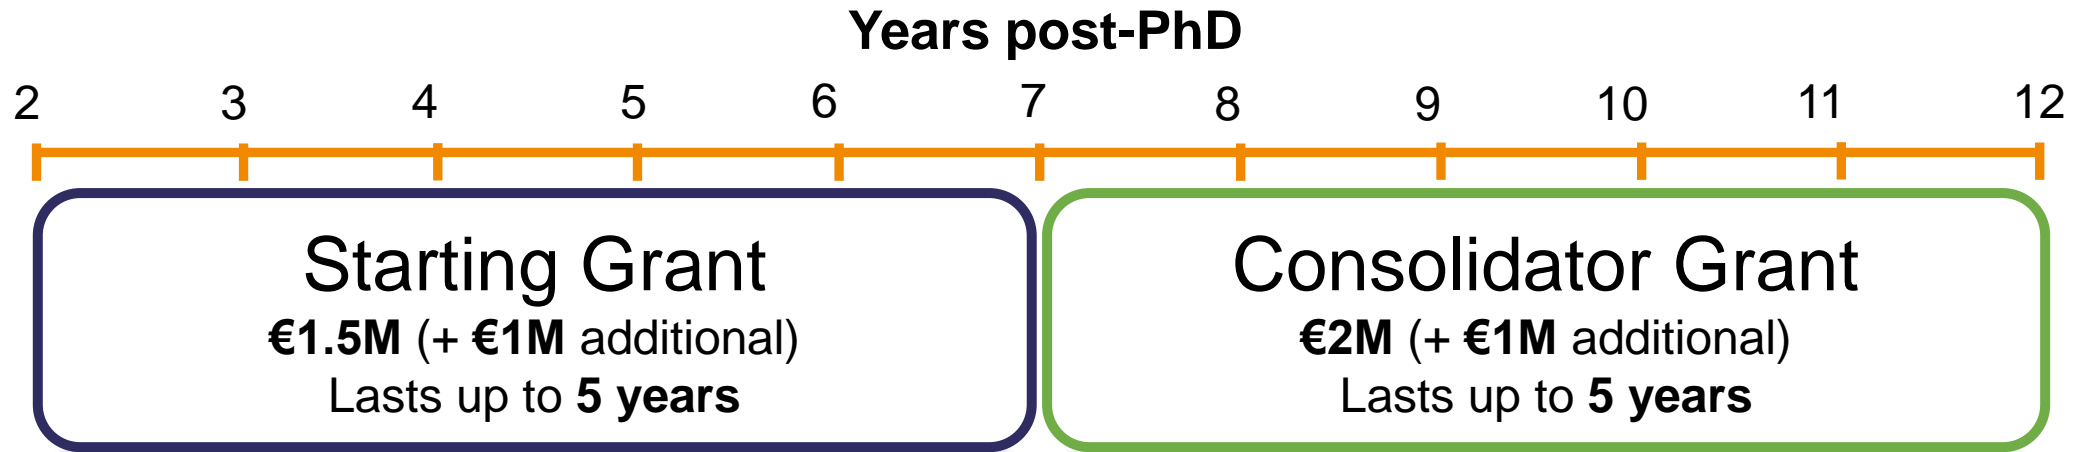 Years post-PhD
2 3 4 5 6 7 8 9 10 11 12
Starting Grant
€1.5M (+ €1M additional)
Lasts up to 5 years
Consolidator Grant
€2M (+ €1M additional)
Lasts up to 5 years